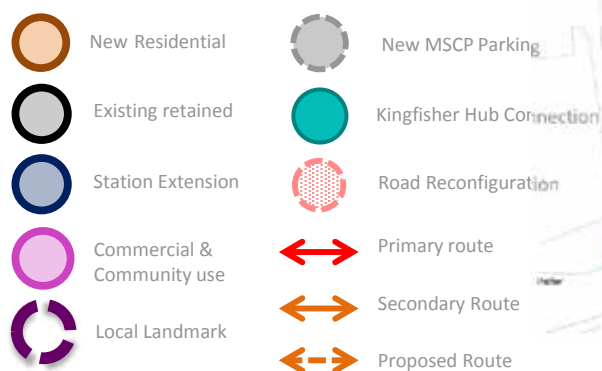 New Residential
Existing retained
Station Extension
Commercial &
Community use
Local Landmark
New MSCP Parking
Kingfisher Hub Connection
Road Reconfiguration
Primary route
Secondary Route
Proposed Route